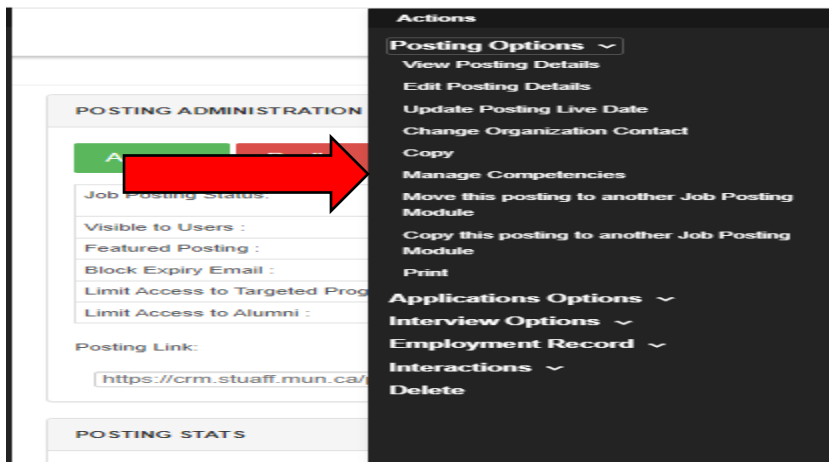 Actions
Posting Options
View Posting Details
Edit Posting Details
Update Posting Live Date
Change Organization Contact
Copy
Manage Competencies
Move this posting to another Job Posting
Module
Copy this posting to another Job Posting
Module
Print
Applications Options
Interview Options
Employment Record
Interactions
Delete
POSTING ADMINISTRATION
Job Posting Status:
Visible to Users :
Featured Posting :
Block Expiry Email :
Limit Access to Targeted Prog
Limit Access to Alumni :
Posting Link:
https://crm.stuaff.mun.ca/
POSTING STATS